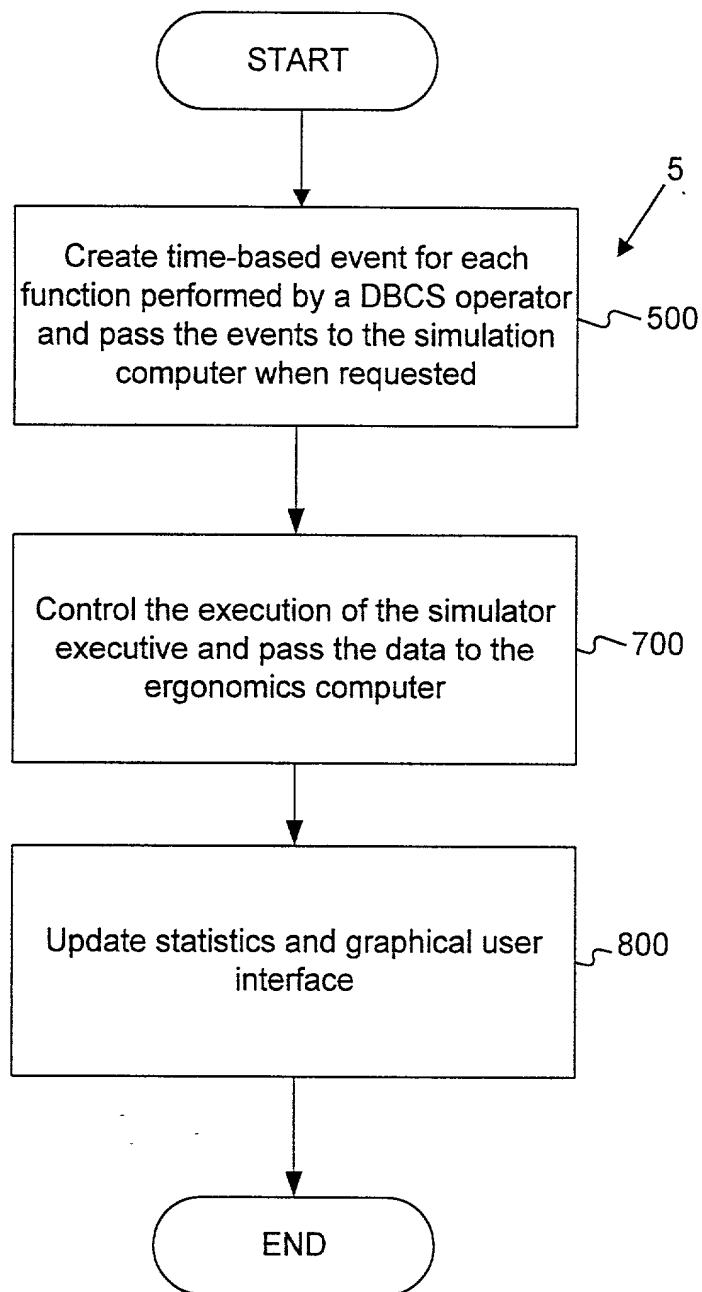 START
5
Create time-based event for each
function performed by a DBCS operator
and pass the events to the simulation
computer when requested
500
Control the execution of the simulator
executive and pass the data to the
ergonomics computer
700
Update statistics and graphical user
interface
800
END